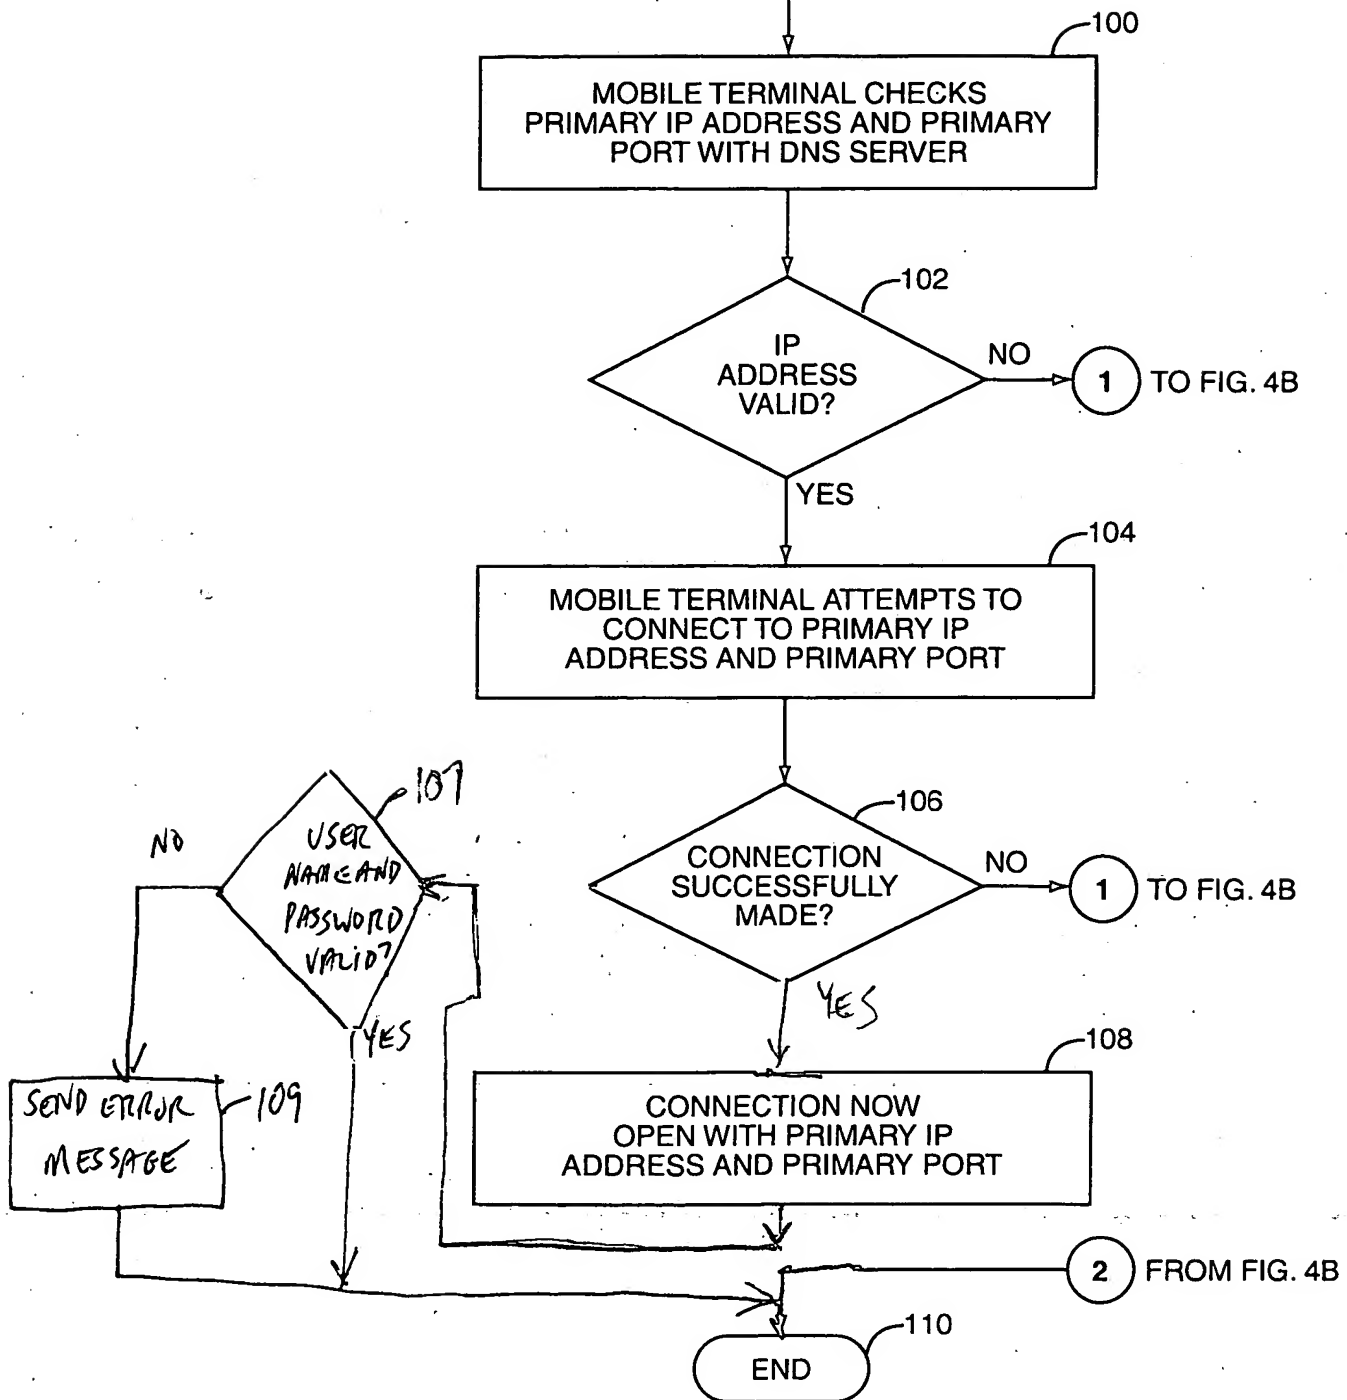 100
MOBILE TERMINAL CHECKS
PRIMARY IP ADDRESS AND PRIMARY
PORT WITH DNS SERVER
102
IP
ADDRESS
VALID?
NO
1 TO FIG. 4B
YES
104
MOBILE TERMINAL ATTEMPTS TO
CONNECT TO PRIMARY IP
ADDRESS AND PRIMARY PORT
106
CONNECTION
SUCCESSFULLY
MADE?
NO
1 TO FIG. 4B
YES
107
USER
NAME AND
PASSWORD
VALID?
NO
YES
SEND ERROR
MESSAGE
109
108
CONNECTION NOW
OPEN WITH PRIMARY IP
ADDRESS AND PRIMARY PORT
2 FROM FIG. 4B
110
END